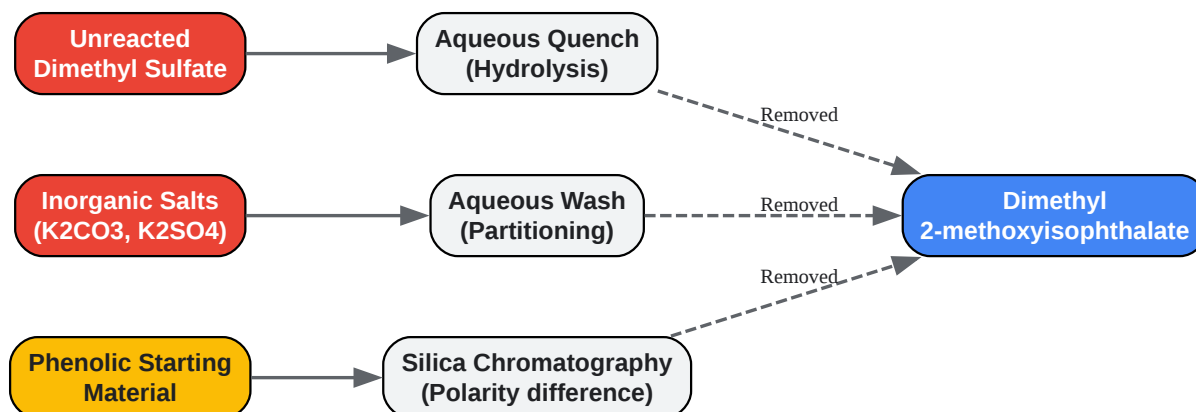 Unreacted
Dimethyl Sulfate
Aqueous Quench
(Hydrolysis)
Removed
Inorganic Salts
(K2CO3, K2SO4)
Aqueous Wash
(Partitioning)
Removed
Dimethyl
2-methoxyisophthalate
Removed
Phenolic Starting
Material
Silica Chromatography
(Polarity difference)